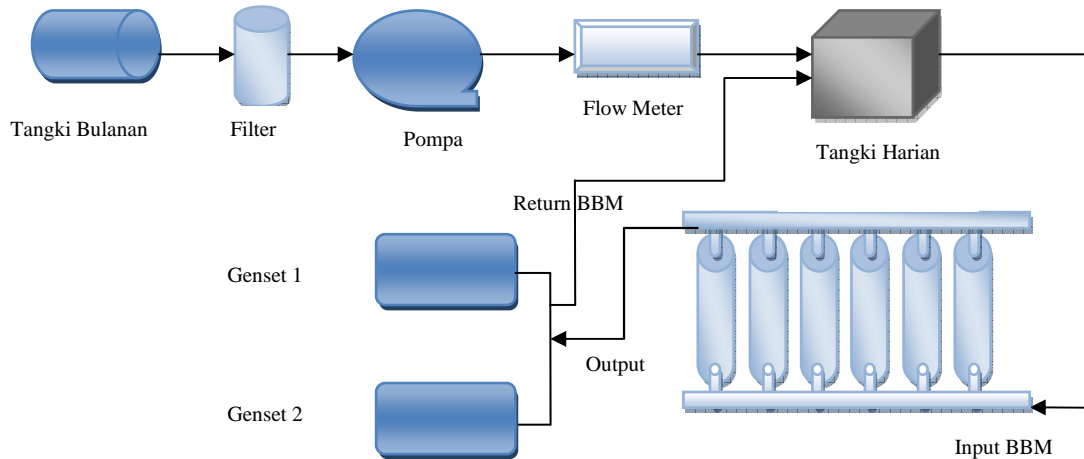 Tangki Bulanan
Filter
Pompa
Flow Meter
Tangki Harian
Return BBM
Genset 1
Output
Genset 2
Input BBM